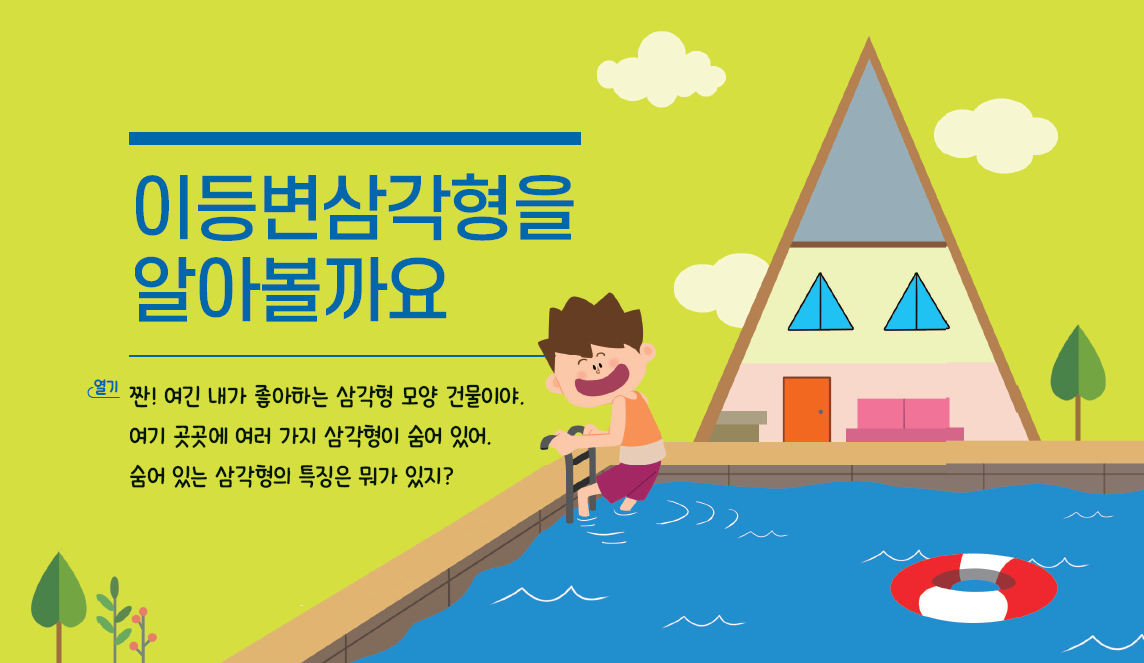 이등변삼각형을
알아볼까요
열기
짠! 여긴 내가 좋아하는 삼각형 모양 건물이야.
여기 곳곳에 여러 가지 삼각형이 숨어 있어.
숨어 있는 삼각형의 특징은 뭐가 있지?